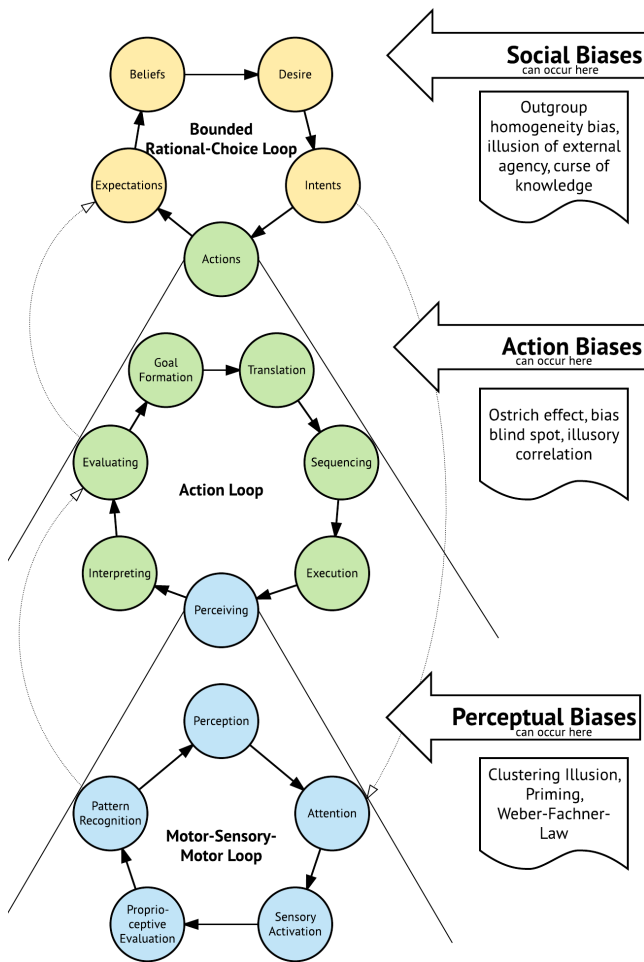 Social Biases
can occur here
Beliefs
Desire
Outgroup
homogeneity bias,
illusion of external
agency, curse of
knowledge
Bounded
Rational-Choice Loop
Expectations
Intents
Actions
Action Biases
can occur here
Goal
Formation
Translation
Ostrich effect, bias
blind spot, illusory
correlation
Evaluating
Sequencing
Action Loop
Interpreting
Execution
Perceiving
Perceptual Biases
can occur here
Perception
Clustering Illusion,
Priming,
Weber-Fachner-
Law
Pattern
Recognition
Attention
Motor-Sensory-
Motor Loop
Proprio-
ceptive
Evaluation
Sensory
Activation